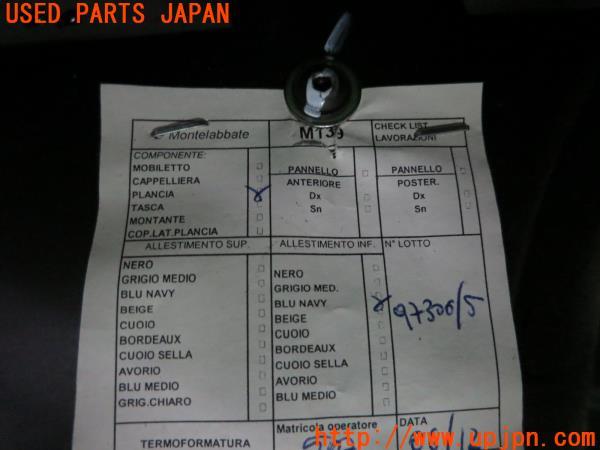 USED PARTS JAPAN
Montelabbate
M139
CHECK LIST
LAVORAZIONI
COMPONENTE:
MOBILETTO
CAPPELLIERA
PLANCIA
TASCA
MONTANTE
COP.LAT.PLANCIA
PANNELLO
ANTERIORE
Dx
Sn
PANNELLO
POSTER.
Dx
Sn
ALLESTIMENTO SUP.
NERO
GRIGIO MEDIO
BLU NAVY
BEIGE
CUOIO
BORDEAUX
CUOIO SELLA
AVORIO
BLU MEDIO
GRIG.CHIARO
ALLESTIMENTO INF.
NERO
GRIGIO MED.
BLU NAVY
BEIGE
CUOIO
BORDEAUX
CUOIO SELLA
AVORIO
BLU MEDIO
N° LOTTO
97306/5
TERMOFORMATURA
Matricola operatore
DATA
http://www.upjpn.com/